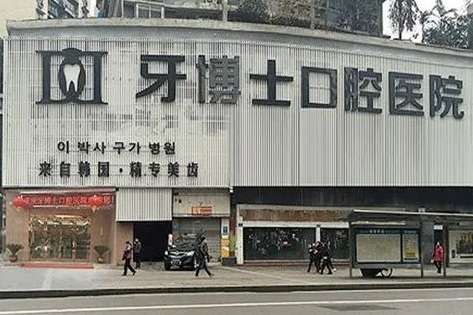 牙博士口腔医院
이 박사 구가 병원
来自韩国·精专美齿